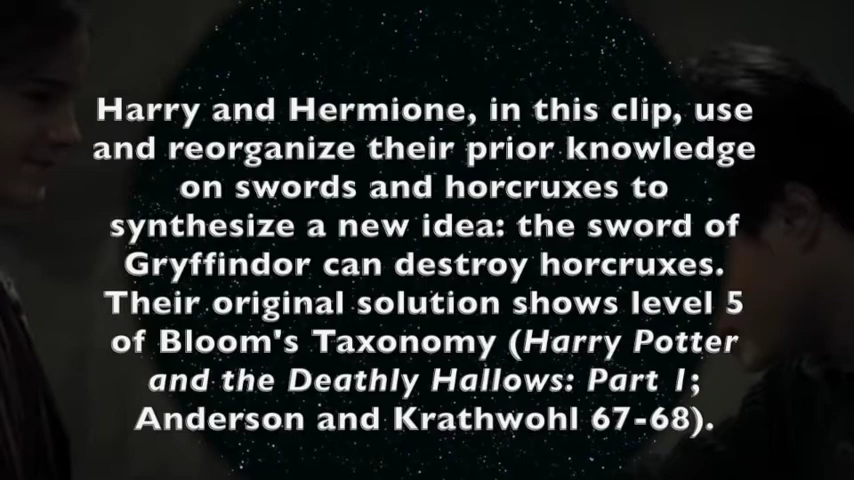 Harry and Hermione, in this clip, use
and reorganize their prior knowledge
on swords and horcruxes to
synthesize a new idea: the sword of
Gryffindor can destroy horcruxes.
Their original solution shows level 5
of Bloom's Taxonomy (Harry Potter
and the Deathly Hallows: Part 1;
Anderson and Krathwohl 67-68).